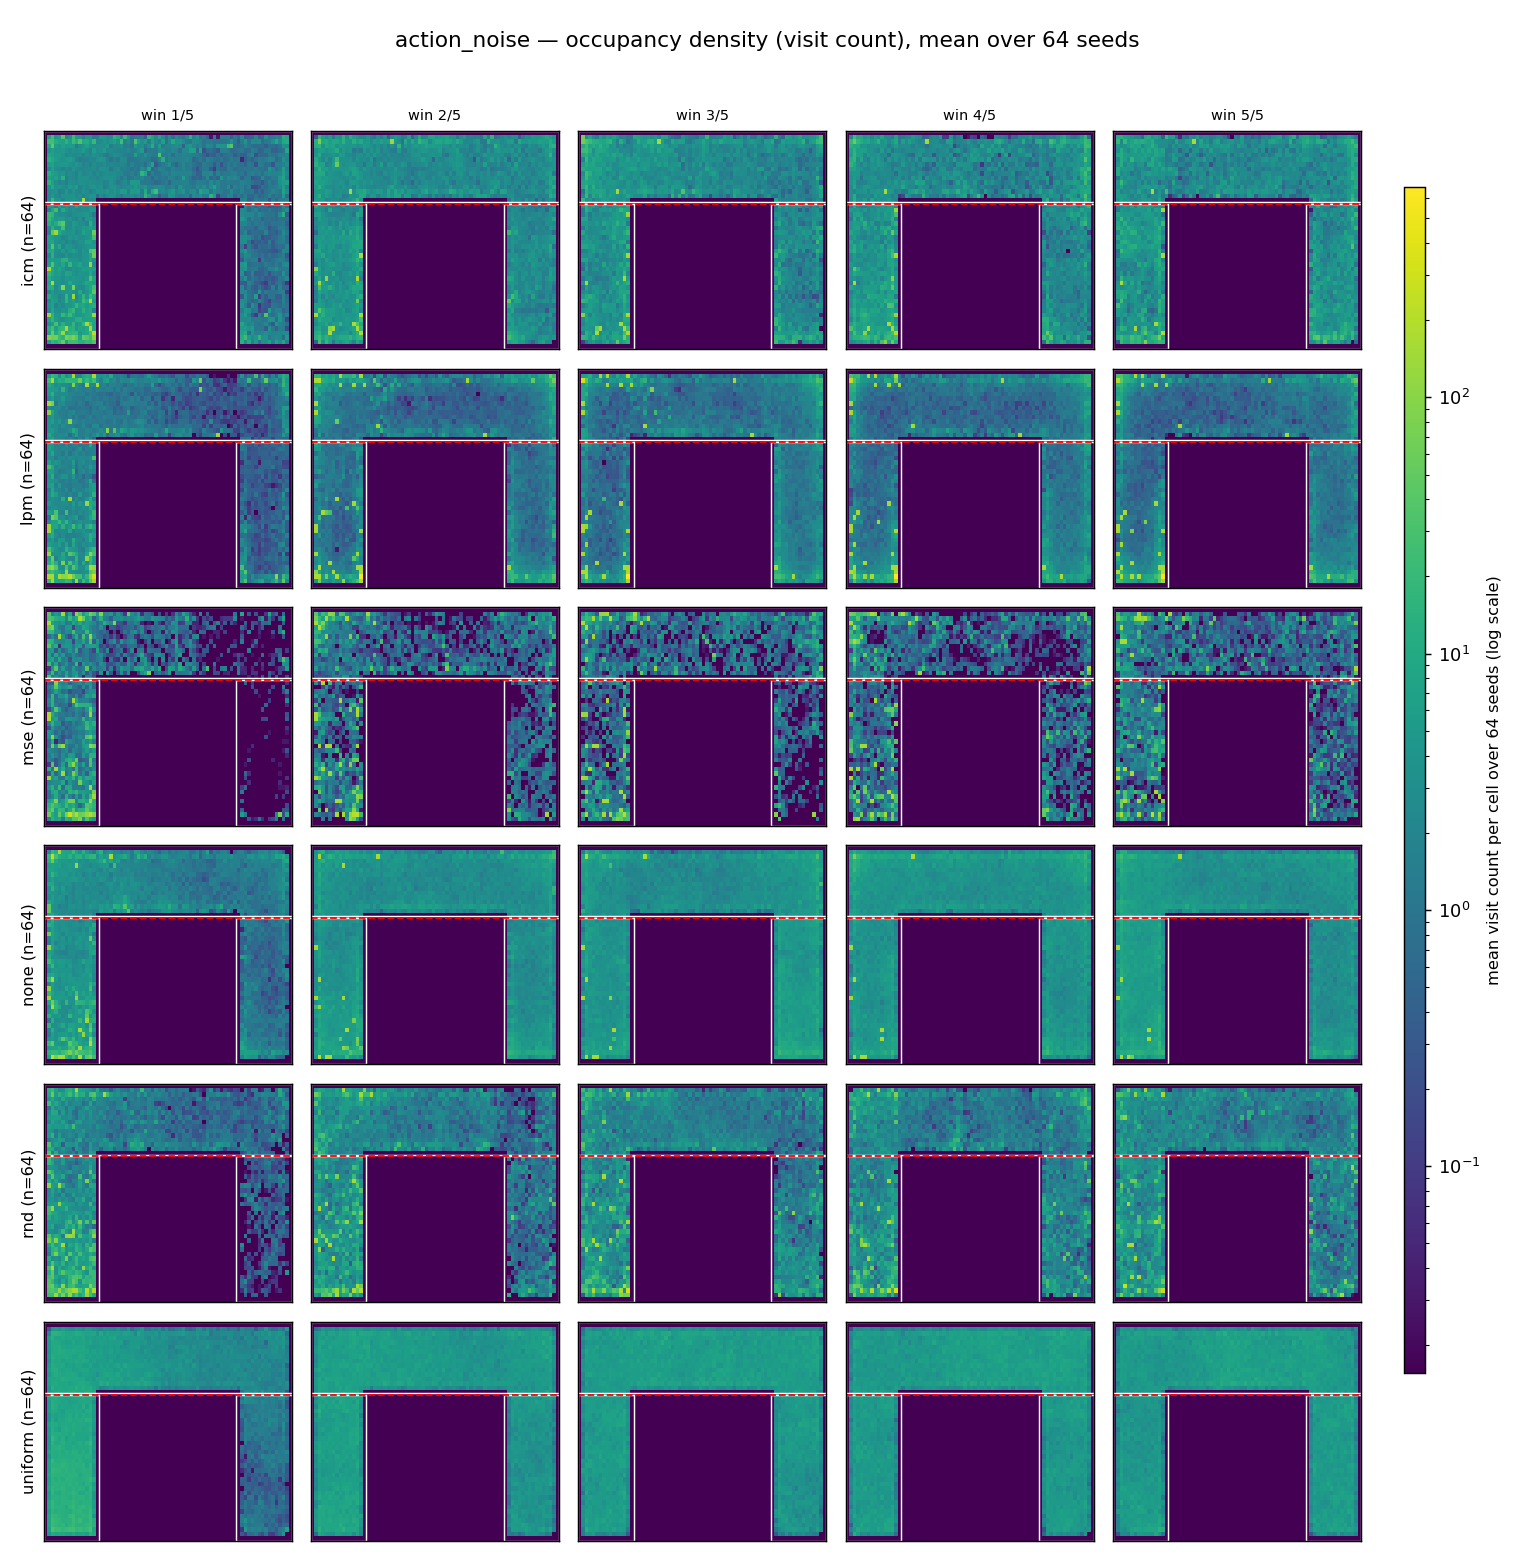 action_noise — occupancy density (visit count), mean over 64 seeds
win 1/5
win 2/5
win 3/5
win 4/5
win 5/5
icm (n=64)
lpm (n=64)
mse (n=64)
none (n=64)
rnd (n=64)
uniform (n=64)
10²
10¹
10⁰
10⁻¹
mean visit count per cell over 64 seeds (log scale)